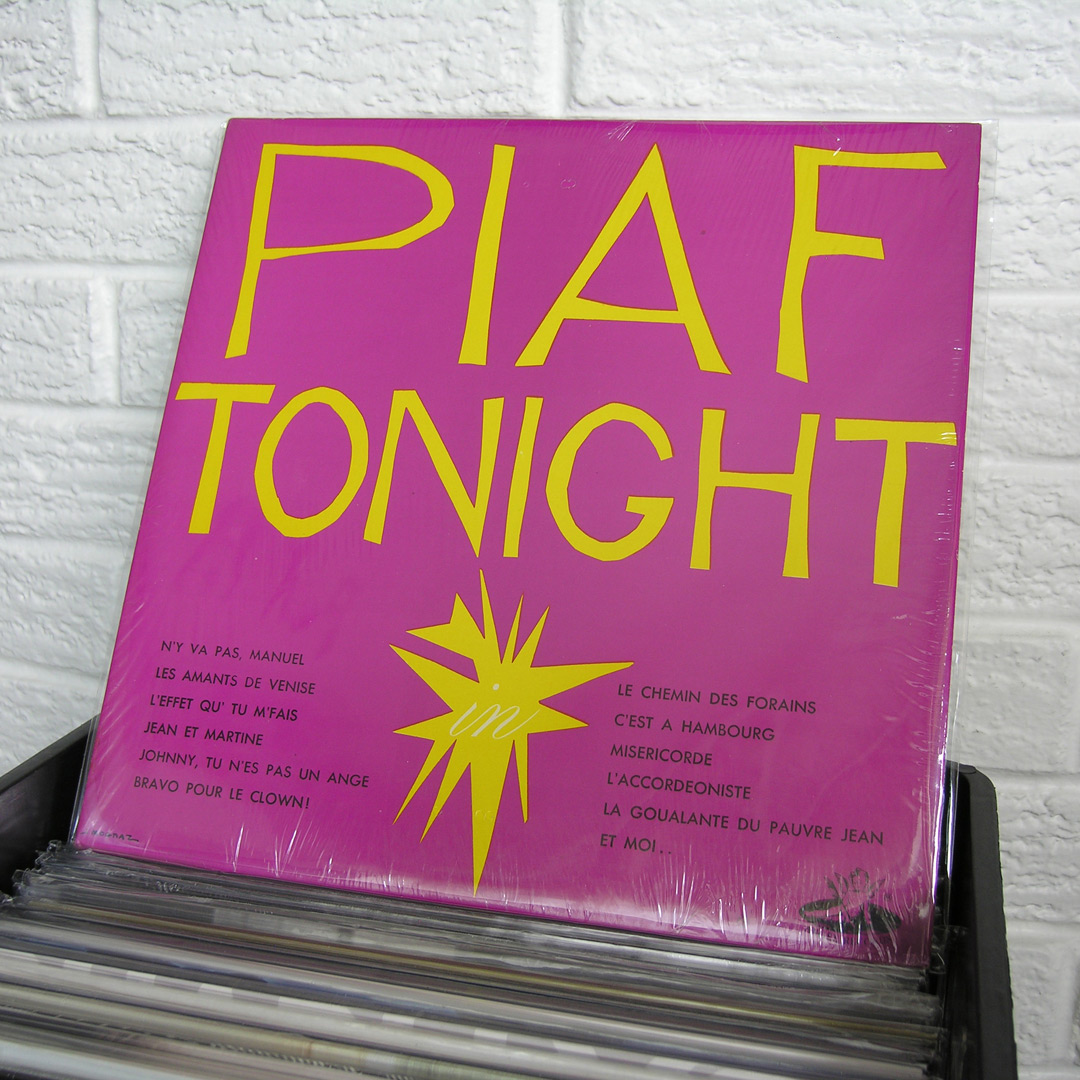 PIAF
TONIGHT
in
N'Y VA PAS, MANUEL
LES AMANTS DE VENISE
L'EFFET QU' TU M'FAIS
JEAN ET MARTINE
JOHNNY, TU N'ES PAS UN ANGE
BRAVO POUR LE CLOWN!
LE CHEMIN DES FORAINS
C'EST A HAMBOURG
MISERICORDE
L'ACCORDEONISTE
LA GOUALANTE DU PAUVRE JEAN
ET MOI..